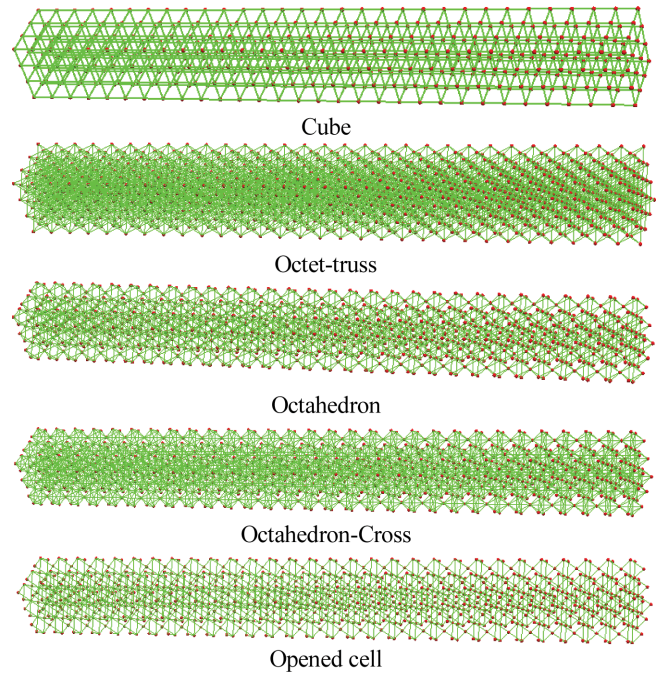 Cube
Octet-truss
Octahedron
Octahedron-Cross
Opened cell